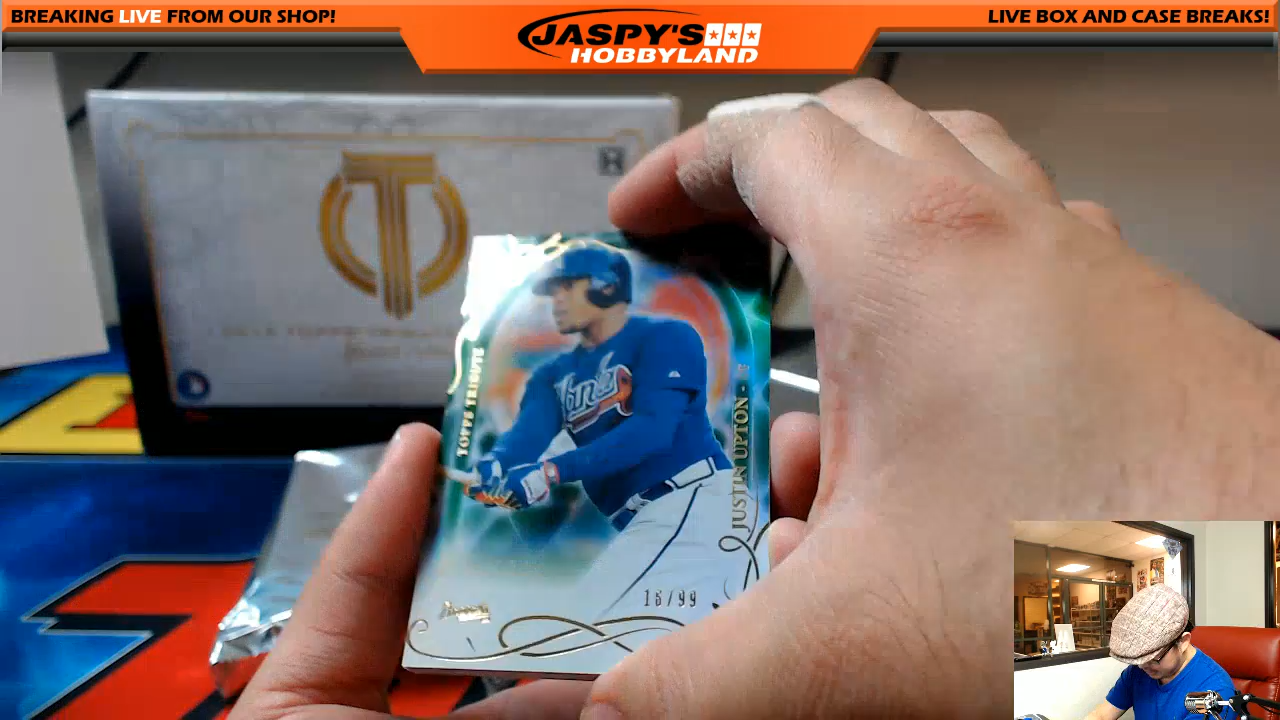 BREAKING LIVE FROM OUR SHOP!
JASPY'S
HOBBYLAND
LIVE BOX AND CASE BREAKS!
TOPPS TRIBUTE
JUSTIN UPTON
16/99